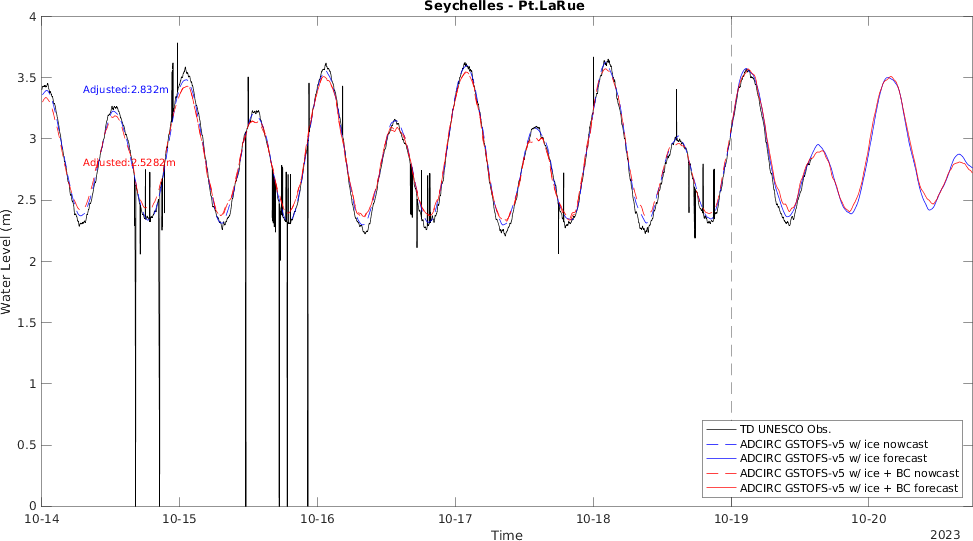 Seychelles - Pt.LaRue
4
3.5
3
2.5
2
1.5
1
0.5
0
Water Level (m)
Adjusted:2.832m
Adjusted:2.5282m
TD UNESCO Obs.
ADCIRC GSTOFS-v5 w/ ice nowcast
ADCIRC GSTOFS-v5 w/ ice forecast
ADCIRC GSTOFS-v5 w/ ice + BC nowcast
ADCIRC GSTOFS-v5 w/ ice + BC forecast
10-14 10-15 10-16 10-17 10-18 10-19 10-20
Time
2023